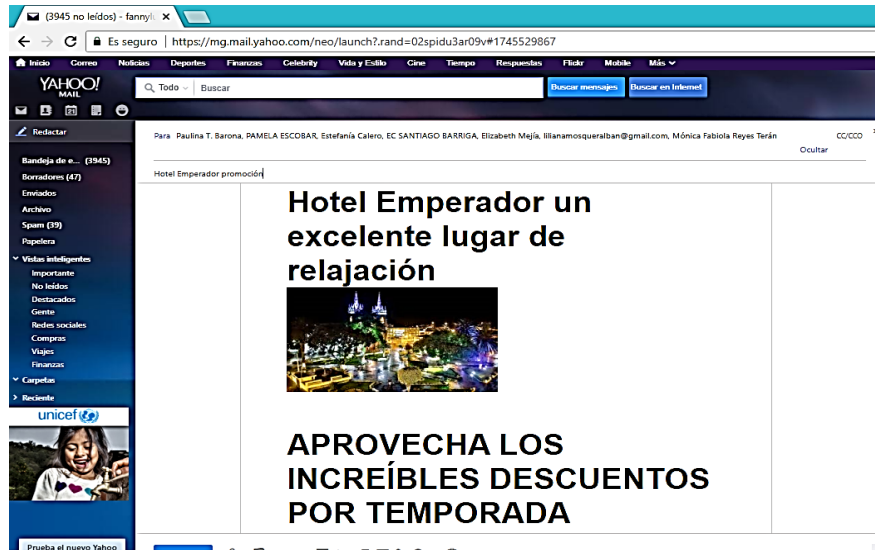 (3945 no leídos) - fannyl
Es seguro | https://mg.mail.yahoo.com/neo/launch?.rand=02spidu3ar09v#1745529867
Inicio Correo Noticias Deportes Finanzas Celebrity Vida y Estilo Cine Tiempo Respuestas Flickr Mobile Más
YAHOO!
MAIL
Todo Buscar Buscar mensajes Buscar en Internet
Redactar
Para Paulina T. Barona, PAMELA ESCOBAR, Estefanía Calero, EC SANTIAGO BARRIGA, Elizabeth Mejía, lilianamosqueralban@gmail.com, Mónica Fabiola Reyes Terán CC/CCO
Ocultar
Hotel Emperador promoción
Bandeja de e... (3945)
Borradores (47)
Enviados
Archivo
Spam (39)
Papelera
Vistas inteligentes
Importante
No leídos
Destacados
Gente
Redes sociales
Compras
Viajes
Finanzas
Carpetas
Reciente
unicef
Prueba el nuevo Yahoo
Hotel Emperador un
excelente lugar de
relajación
APROVECHA LOS
INCREÍBLES DESCUENTOS
POR TEMPORADA